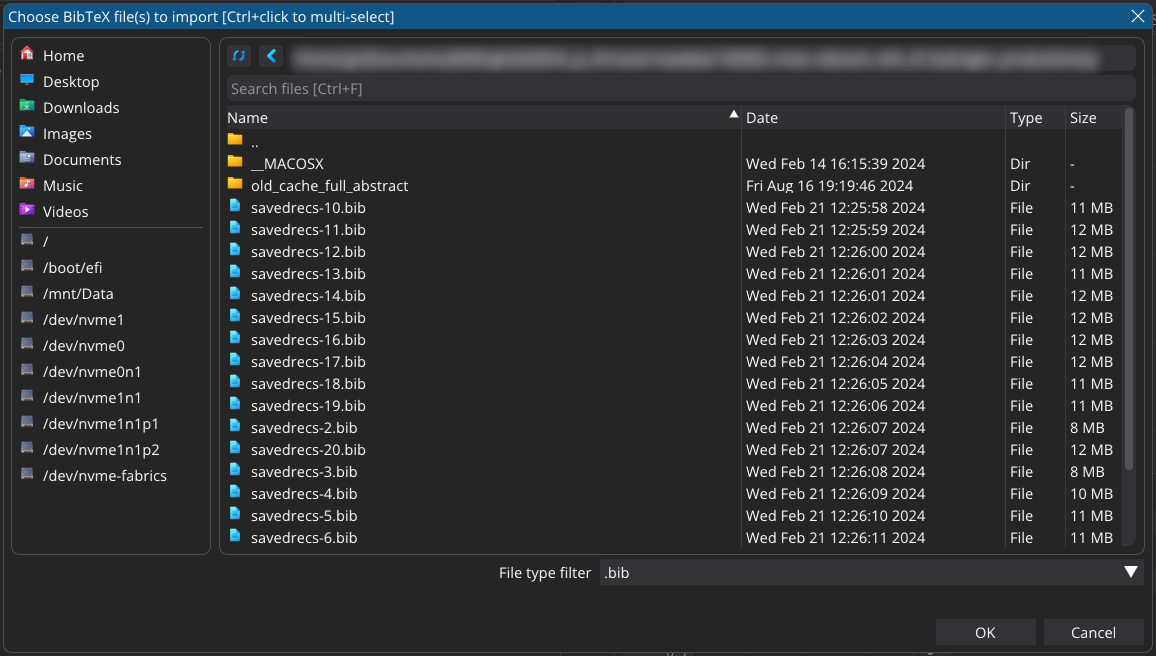 Choose BibTeX file(s) to import [Ctrl+click to multi-select]
Home
Desktop
Downloads
Images
Documents
Music
Videos
/
/boot/efi
/mnt/Data
/dev/nvme1
/dev/nvme0
/dev/nvme0n1
/dev/nvme1n1
/dev/nvme1n1p1
/dev/nvme1n1p2
/dev/nvme-fabrics
Search files [Ctrl+F]
Name Date Type Size
..
__MACOSX Wed Feb 14 16:15:39 2024 Dir -
old_cache_full_abstract Fri Aug 16 19:19:46 2024 Dir -
savedrecs-10.bib Wed Feb 21 12:25:58 2024 File 11 MB
savedrecs-11.bib Wed Feb 21 12:25:59 2024 File 12 MB
savedrecs-12.bib Wed Feb 21 12:26:00 2024 File 12 MB
savedrecs-13.bib Wed Feb 21 12:26:01 2024 File 11 MB
savedrecs-14.bib Wed Feb 21 12:26:01 2024 File 12 MB
savedrecs-15.bib Wed Feb 21 12:26:02 2024 File 12 MB
savedrecs-16.bib Wed Feb 21 12:26:03 2024 File 12 MB
savedrecs-17.bib Wed Feb 21 12:26:04 2024 File 12 MB
savedrecs-18.bib Wed Feb 21 12:26:05 2024 File 11 MB
savedrecs-19.bib Wed Feb 21 12:26:06 2024 File 11 MB
savedrecs-2.bib Wed Feb 21 12:26:07 2024 File 8 MB
savedrecs-20.bib Wed Feb 21 12:26:07 2024 File 12 MB
savedrecs-3.bib Wed Feb 21 12:26:08 2024 File 8 MB
savedrecs-4.bib Wed Feb 21 12:26:09 2024 File 10 MB
savedrecs-5.bib Wed Feb 21 12:26:10 2024 File 11 MB
savedrecs-6.bib Wed Feb 21 12:26:11 2024 File 11 MB
File type filter .bib
OK Cancel